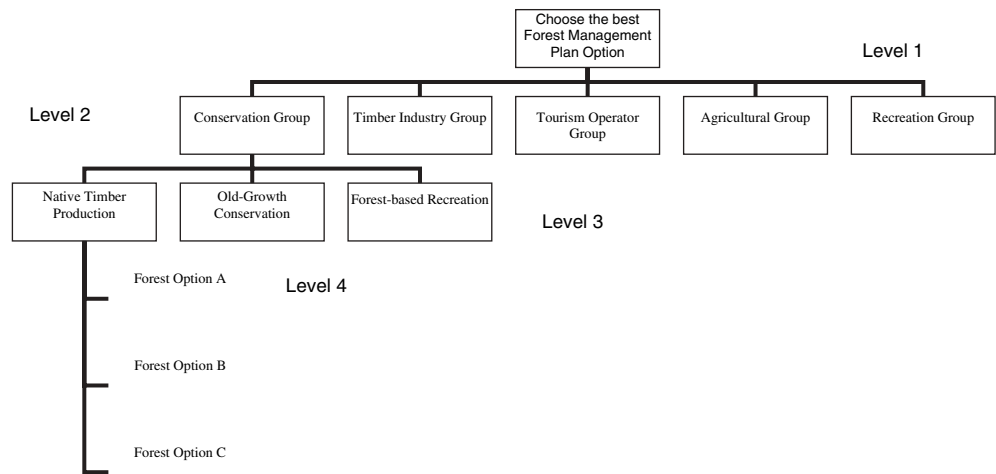 Choose the best
Forest Management
Plan Option
Level 1
Level 2
Conservation Group
Timber Industry Group
Tourism Operator
Group
Agricultural Group
Recreation Group
Native Timber
Production
Old-Growth
Conservation
Forest-based Recreation
Level 3
Forest Option A
Level 4
Forest Option B
Forest Option C